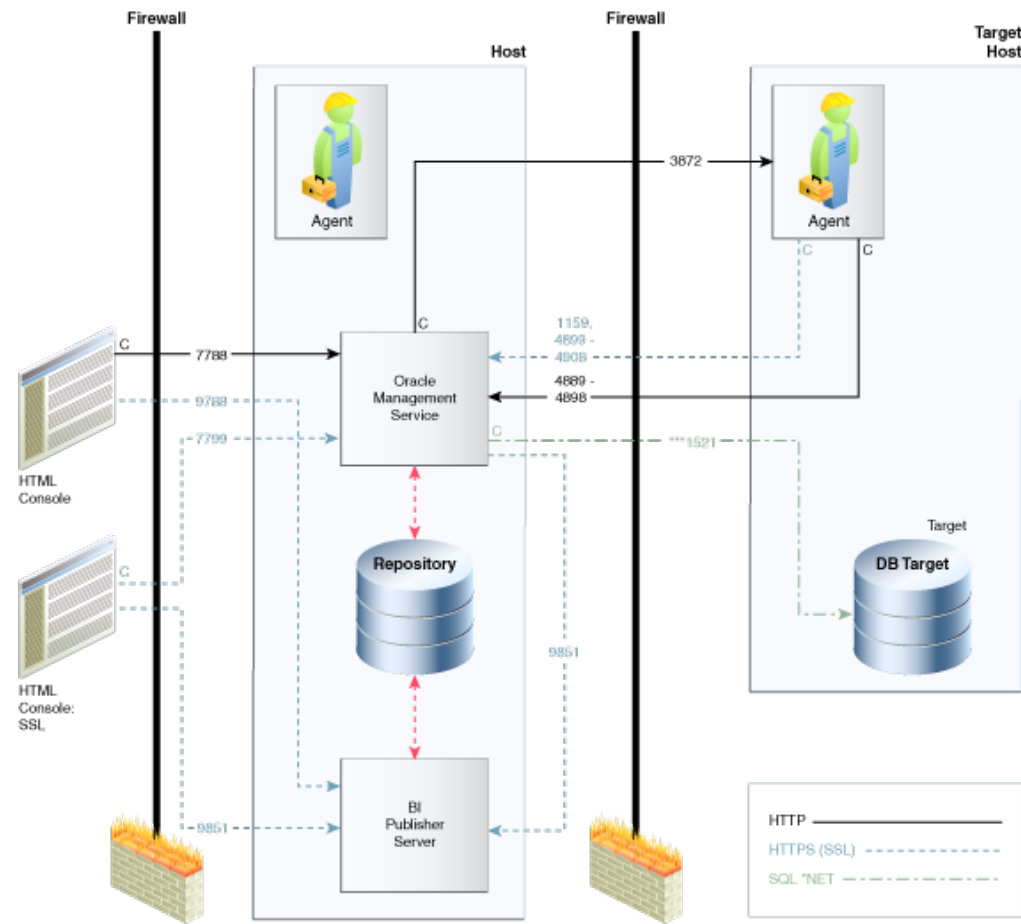 Firewall
Firewall
Host
Target
Host
Agent
Agent
3872
C
C
C
C
7788
1159,
4899 -
4908
4889 -
4898
Oracle
Management
Service
9788
7799
C
***1521
HTML
Console
Target
Repository
DB Target
C
9851
HTML
Console:
SSL
BI
Publisher
Server
9851
HTTP
HTTPS (SSL)
SQL *NET